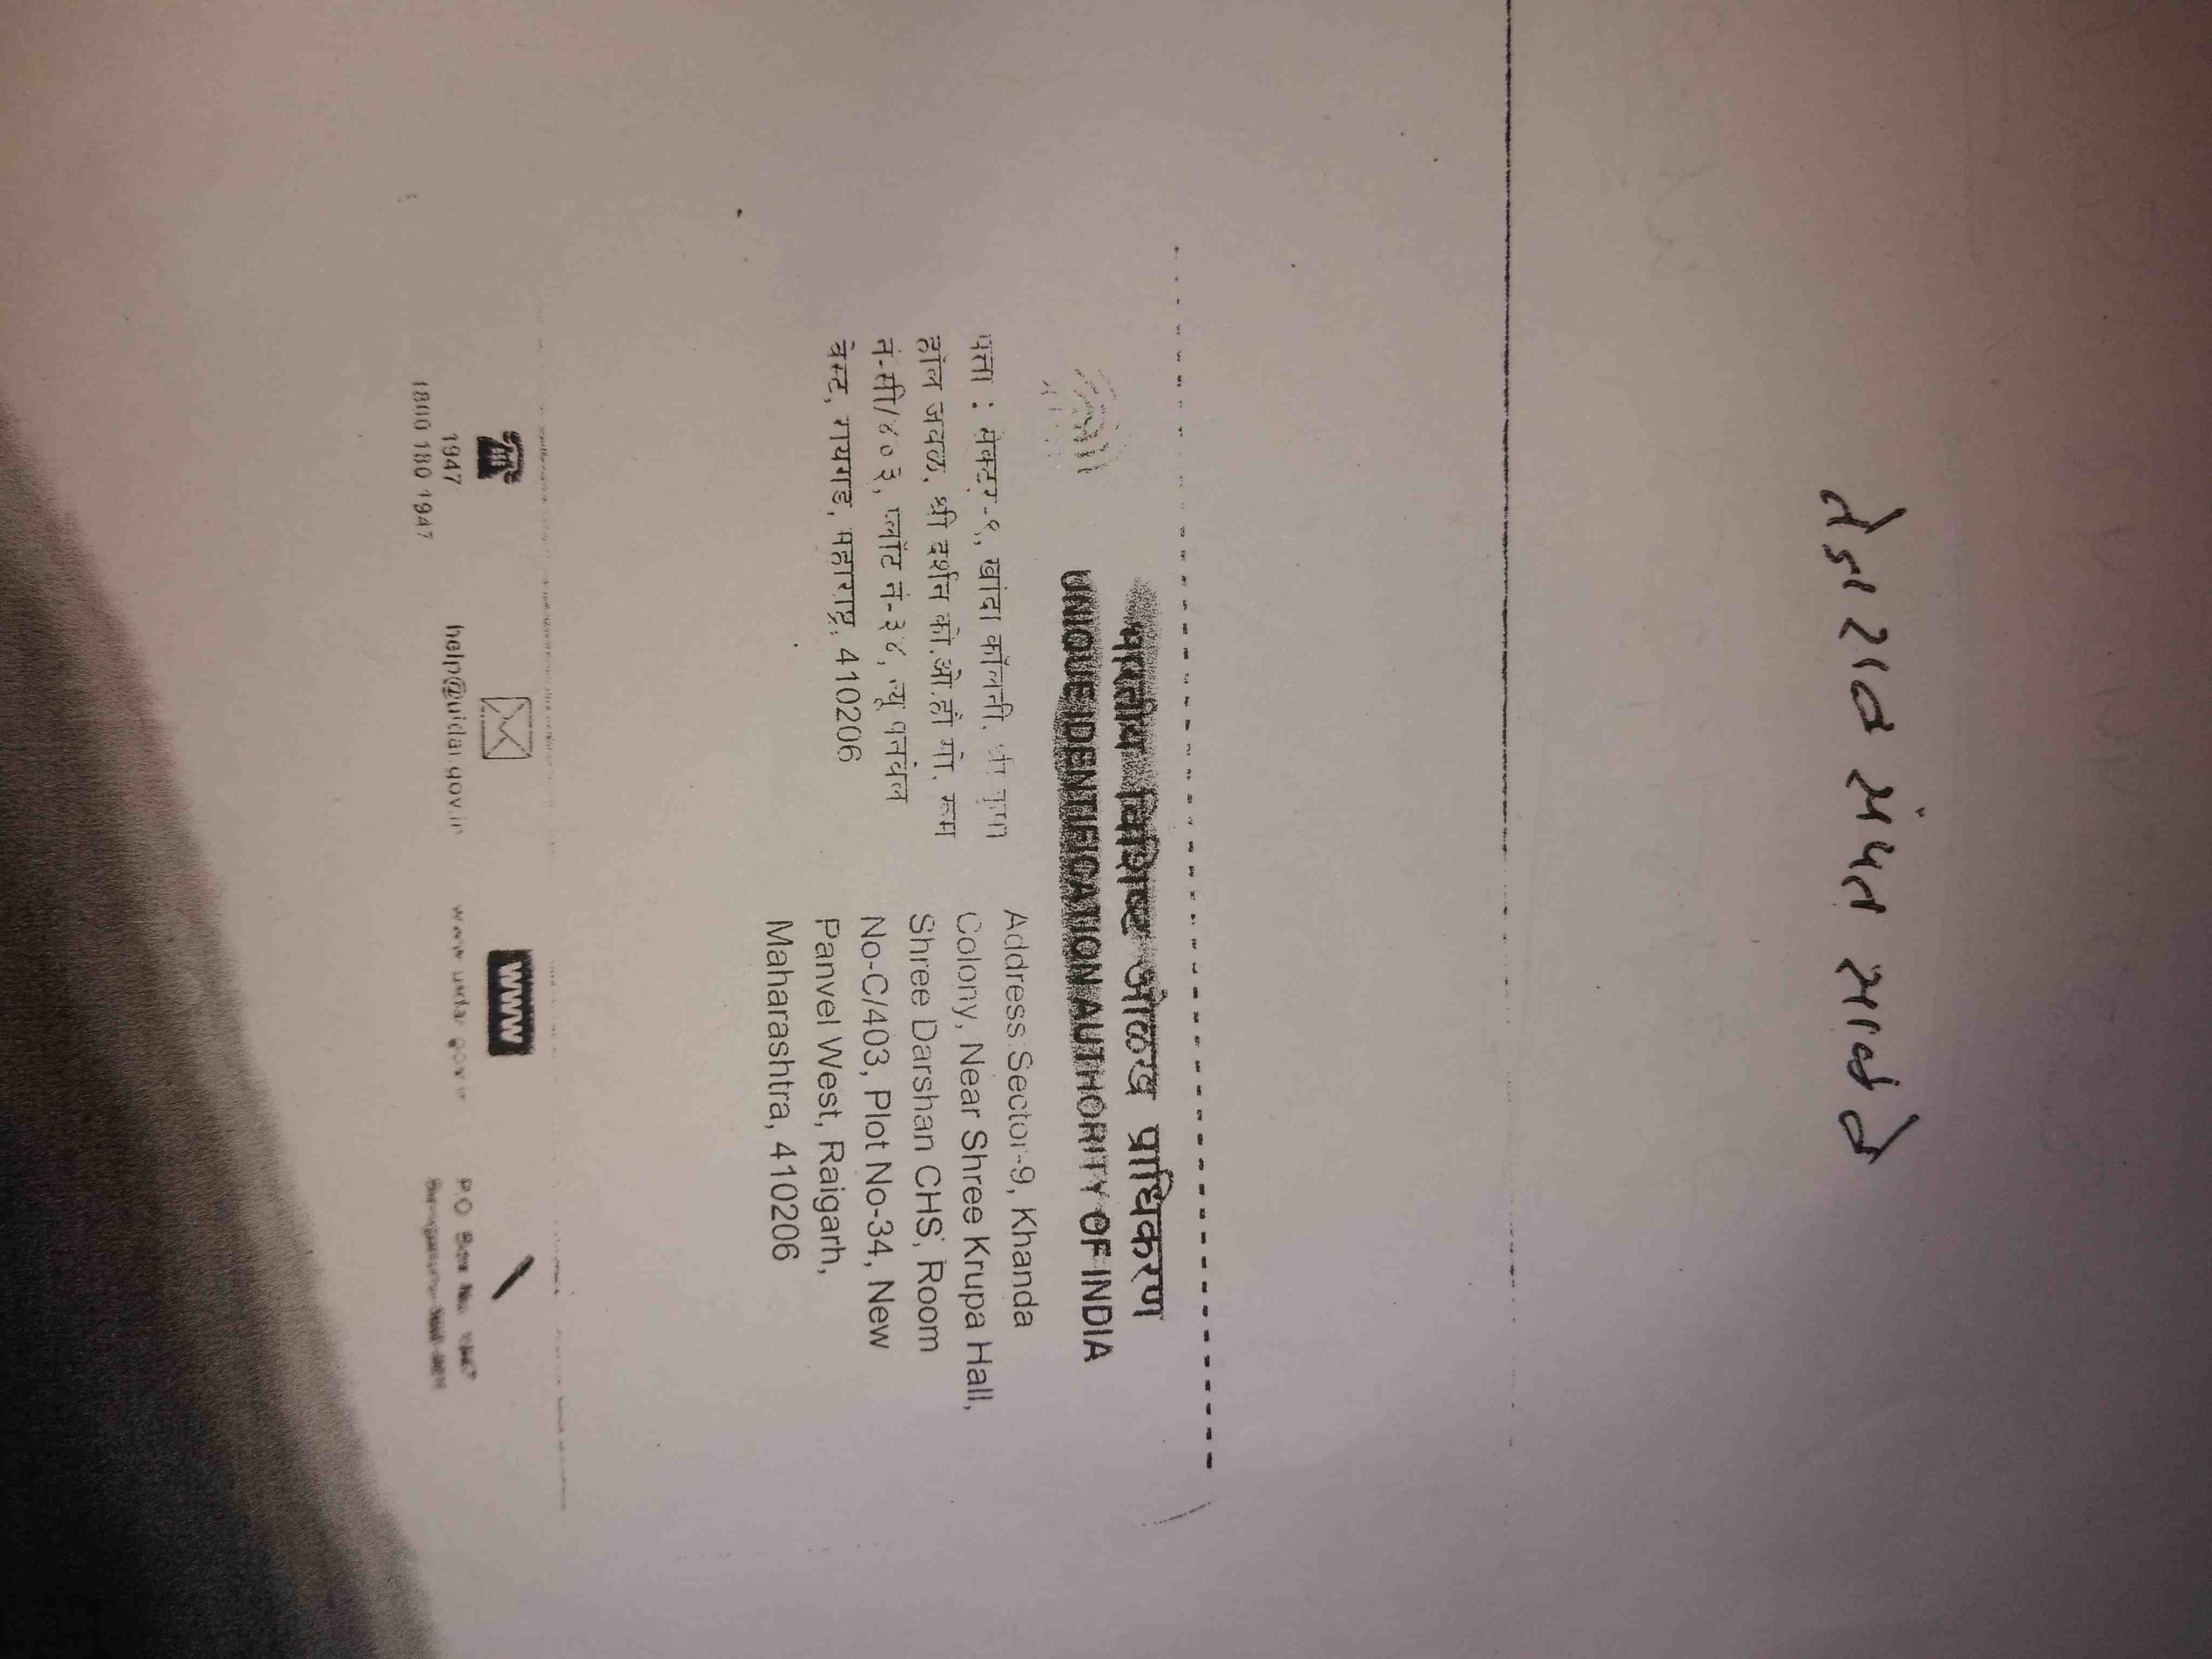 भारतीय विशिष्ट ओळख प्राधिकरण
UNIQUE IDENTIFICATION AUTHORITY OF INDIA
पत्ता : सेक्टर-९, खांदा कॉलनी,
हॉल जवळ, श्री दर्शन को.ओ.हौ सो, रूम
नं-सी/४०३, प्लॉट नं-३४, न्यु पनवेल
वेस्ट, रायगड, महाराष्ट्र, 410206
Address:Sector-9, Khanda
Colony, Near Shree Krupa Hall,
Shree Darshan CHS, Room
No-C/403, Plot No-34, New
Panvel West, Raigarh,
Maharashtra, 410206
1947
1800 180 1947
help@uidai.gov.in
WWW
www.uidai.gov.in
P.O. Box No. 1947,
संपत